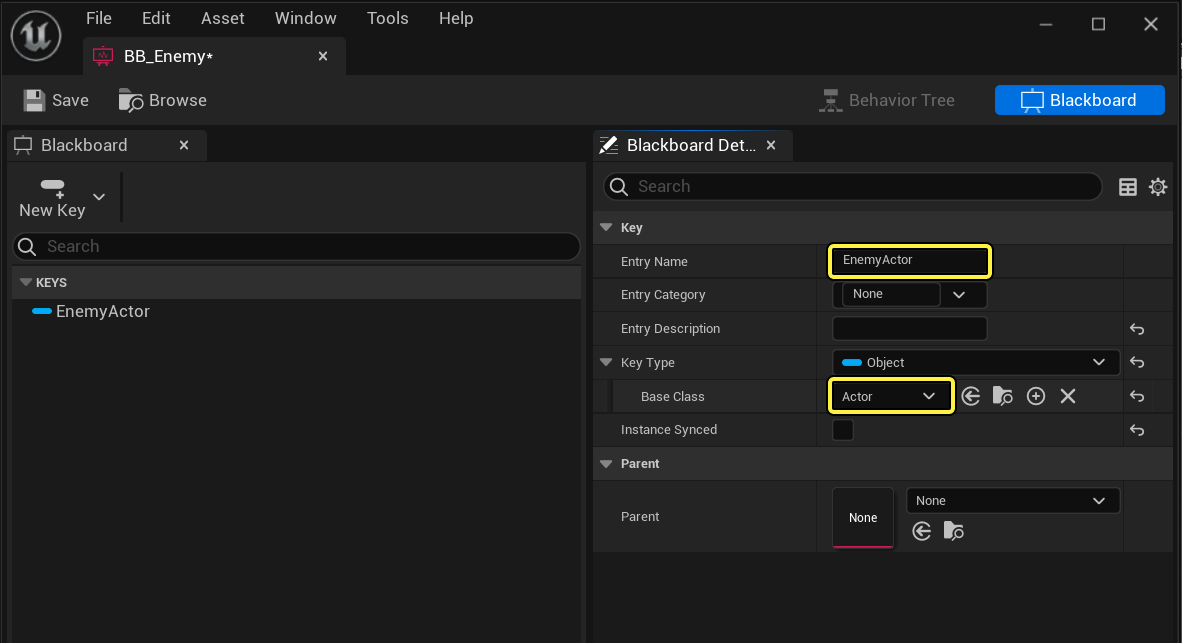 File Edit Asset Window Tools Help
BB_Enemy*
Save Browse Behavior Tree Blackboard
Blackboard
New Key
Search
KEYS
EnemyActor
Blackboard Det...
Search
Key
Entry Name EnemyActor
Entry Category None
Entry Description
Key Type Object
Base Class Actor
Instance Synced
Parent
Parent None None